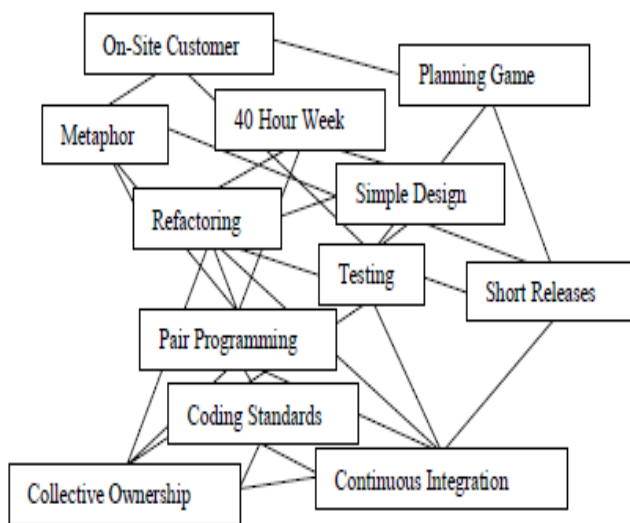 On-Site Customer
Planning Game
40 Hour Week
Metaphor
Simple Design
Refactoring
Testing
Short Releases
Pair Programming
Coding Standards
Continuous Integration
Collective Ownership